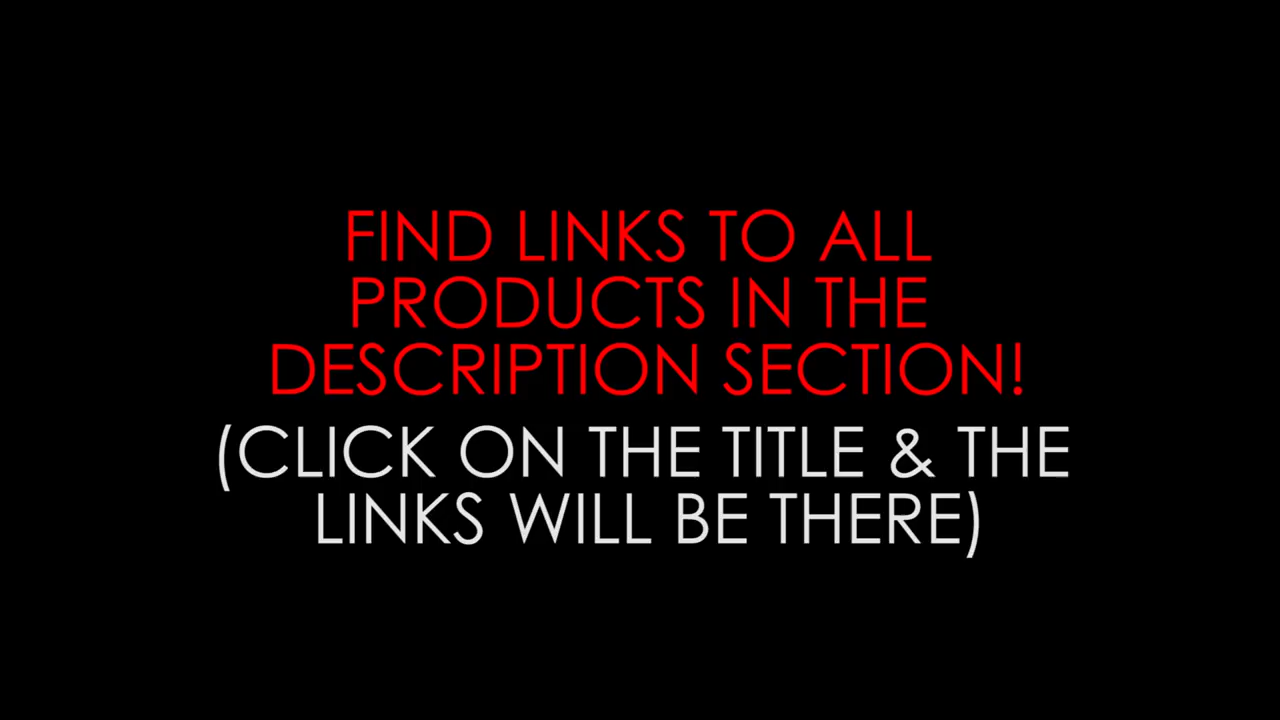 FIND LINKS TO ALL
PRODUCTS IN THE
DESCRIPTION SECTION!
(CLICK ON THE TITLE & THE
LINKS WILL BE THERE)